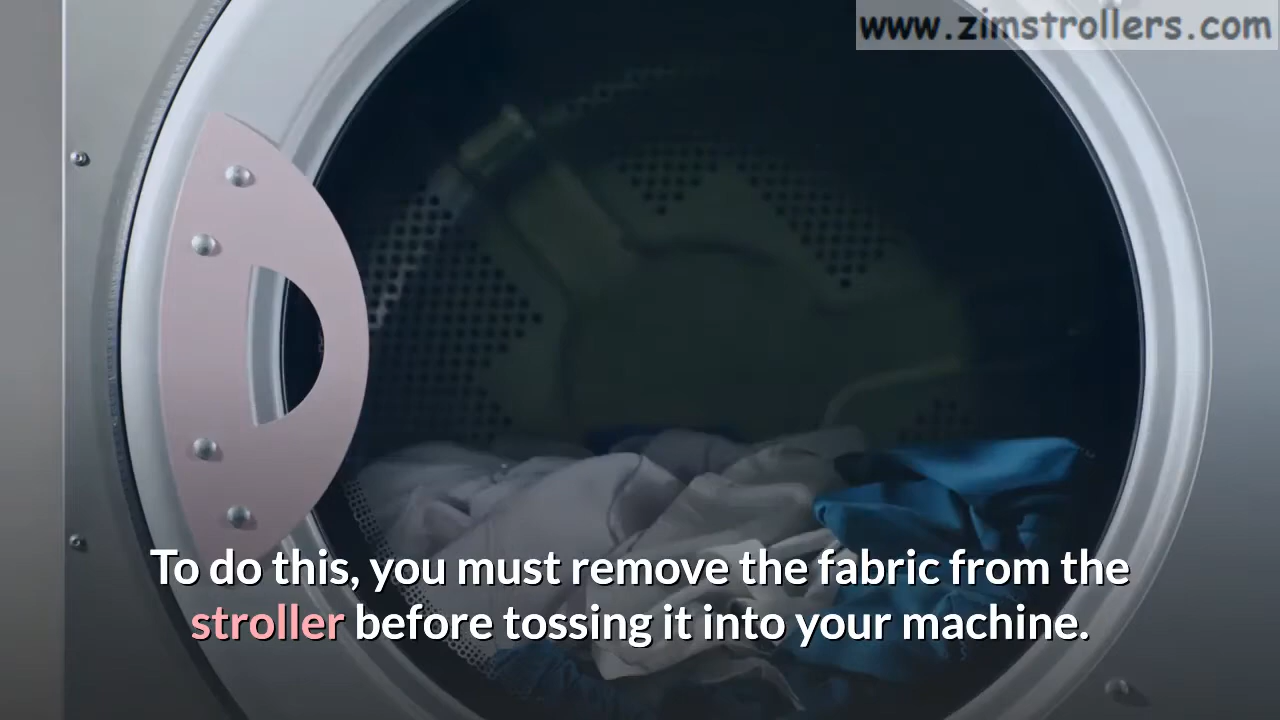 www.zimstrollers.com
To do this, you must remove the fabric from the
stroller before tossing it into your machine.